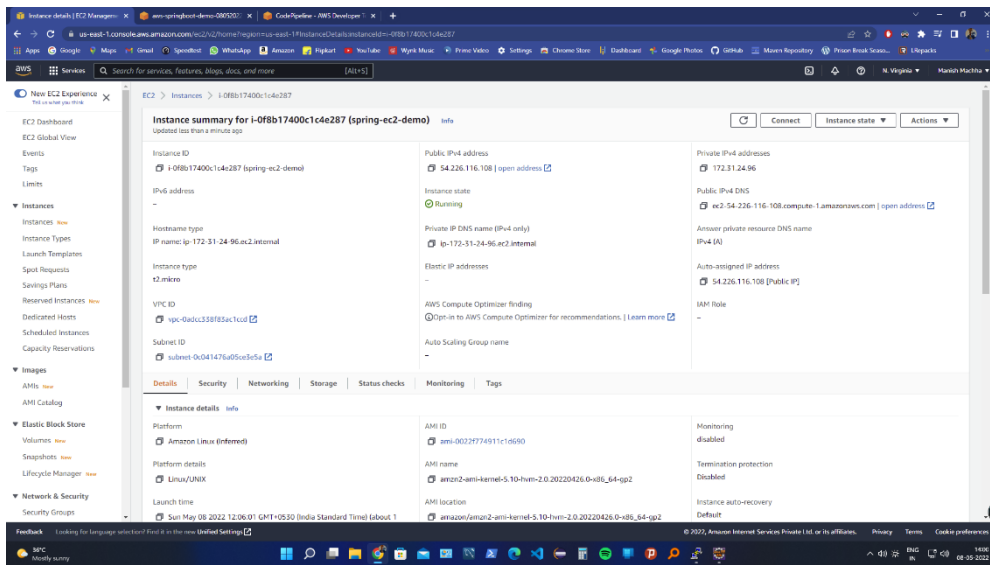 Instance details | EC2 Managem
aws-springboot-demo-0805202
CodePipeline - AWS Developer T
us-east-1.console.aws.amazon.com/ec2/v2/home?region=us-east-1#InstanceDetails:instanceId=i-0f8b17400c1c4e287
Apps Google Maps Gmail Speedtest WhatsApp Amazon Flipkart YouTube Wynk Music Prime Video Settings Chrome Store Dashboard Google Photos GitHub Maven Repository Prison Break Seaso... LRepacks
aws Services Search for services, features, blogs, docs, and more [Alt+S] N. Virginia Manish Machha
New EC2 Experience
Tell us what you think
EC2 Dashboard
EC2 Global View
Events
Tags
Limits
Instances
Instances New
Instance Types
Launch Templates
Spot Requests
Savings Plans
Reserved Instances New
Dedicated Hosts
Scheduled Instances
Capacity Reservations
Images
AMIs New
AMI Catalog
Elastic Block Store
Volumes New
Snapshots New
Lifecycle Manager New
Network & Security
Security Groups
EC2 > Instances > i-0f8b17400c1c4e287
Instance summary for i-0f8b17400c1c4e287 (spring-ec2-demo) Info
Updated less than a minute ago
Connect Instance state Actions
Instance ID
i-0f8b17400c1c4e287 (spring-ec2-demo)
Public IPv4 address
54.226.116.108 | open address
Private IPv4 addresses
172.31.24.96
IPv6 address
–
Instance state
Running
Public IPv4 DNS
ec2-54-226-116-108.compute-1.amazonaws.com | open address
Hostname type
IP name: ip-172-31-24-96.ec2.internal
Private IP DNS name (IPv4 only)
ip-172-31-24-96.ec2.internal
Answer private resource DNS name
IPv4 (A)
Instance type
t2.micro
Elastic IP addresses
–
Auto-assigned IP address
54.226.116.108 [Public IP]
VPC ID
vpc-0adcc338f83ac1ccd
AWS Compute Optimizer finding
Opt-in to AWS Compute Optimizer for recommendations. | Learn more
IAM Role
–
Subnet ID
subnet-0c041476a05ce3e5a
Auto Scaling Group name
–
Details Security Networking Storage Status checks Monitoring Tags
Instance details Info
Platform
Amazon Linux (Inferred)
AMI ID
ami-0022f774911c1d690
Monitoring
disabled
Platform details
Linux/UNIX
AMI name
amzn2-ami-kernel-5.10-hvm-2.0.20220426.0-x86_64-gp2
Termination protection
Disabled
Launch time
Sun May 08 2022 12:06:01 GMT+0530 (India Standard Time) (about 1
AMI location
amazon/amzn2-ami-kernel-5.10-hvm-2.0.20220426.0-x86_64-gp2
Instance auto-recovery
Default
Feedback Looking for language selection? Find it in the new Unified Settings © 2022, Amazon Internet Services Private Ltd. or its affiliates. Privacy Terms Cookie preferences
36°C
Mostly sunny
ENG
IN
14:00
08-05-2022